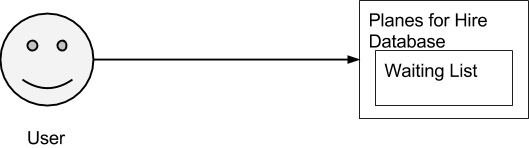 Planes for Hire
Database
Waiting List
User